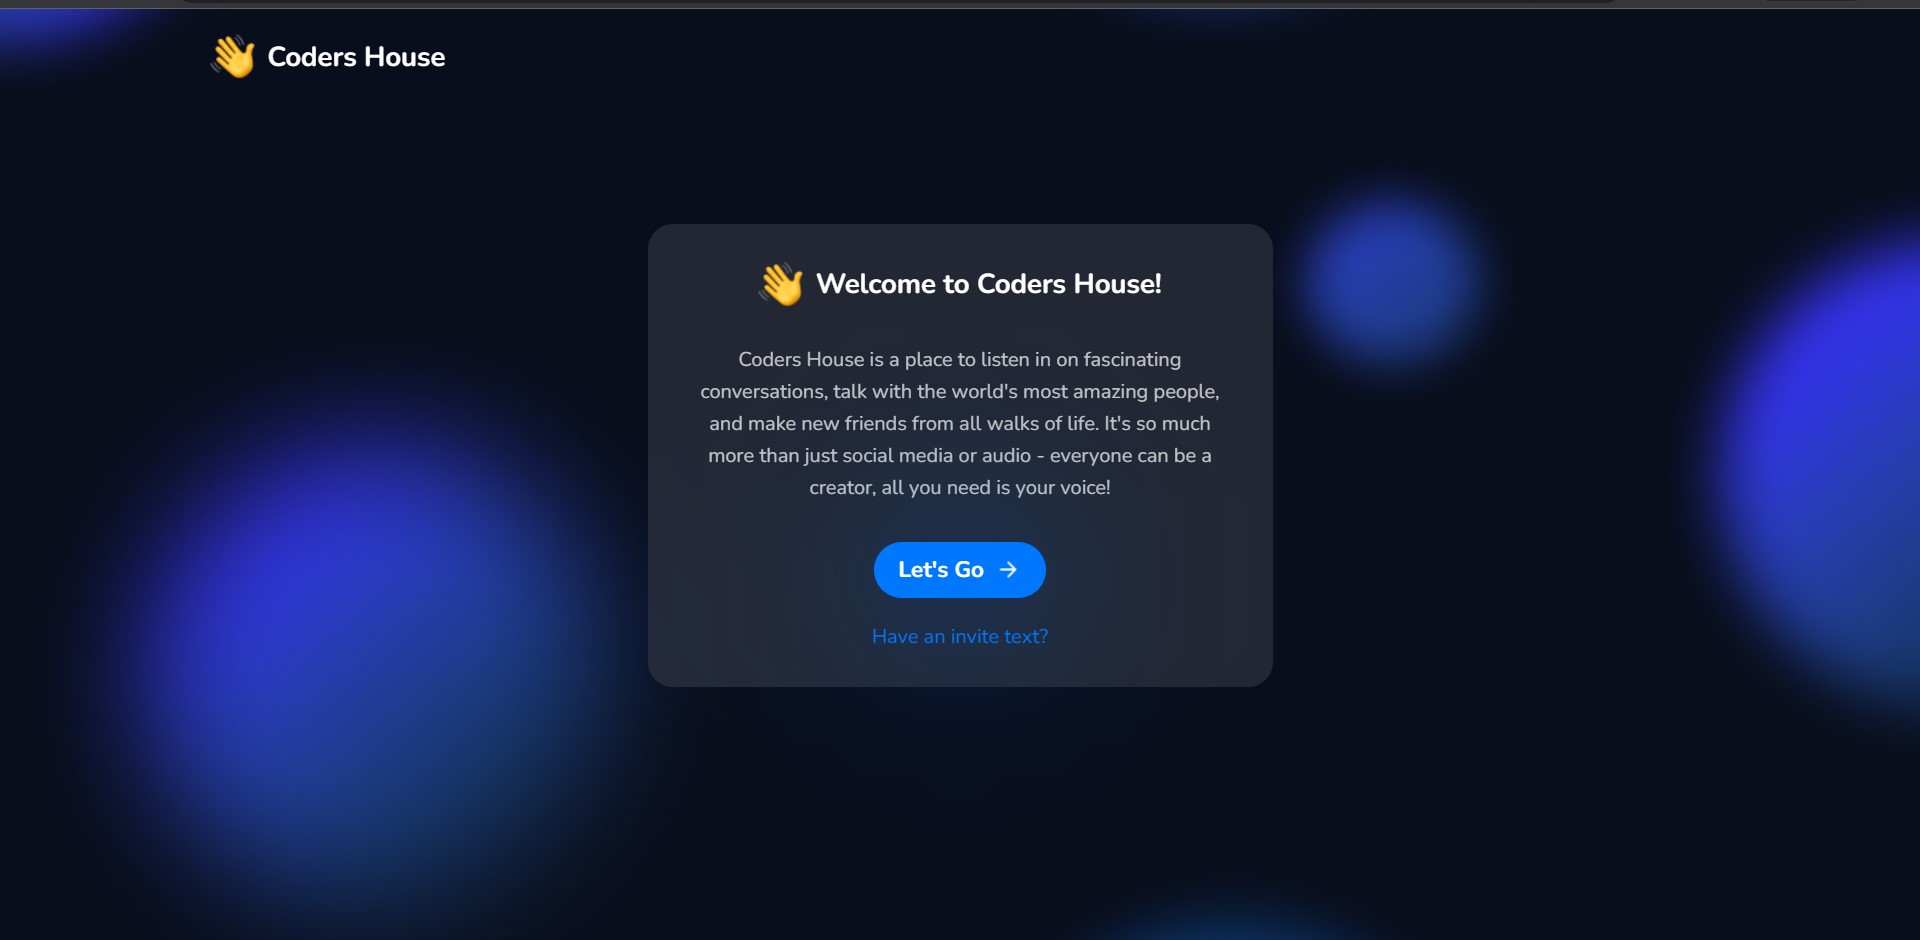 Coders House
Welcome to Coders House!
Coders House is a place to listen in on fascinating
conversations, talk with the world's most amazing people,
and make new friends from all walks of life. It's so much
more than just social media or audio - everyone can be a
creator, all you need is your voice!
Let's Go →
Have an invite text?